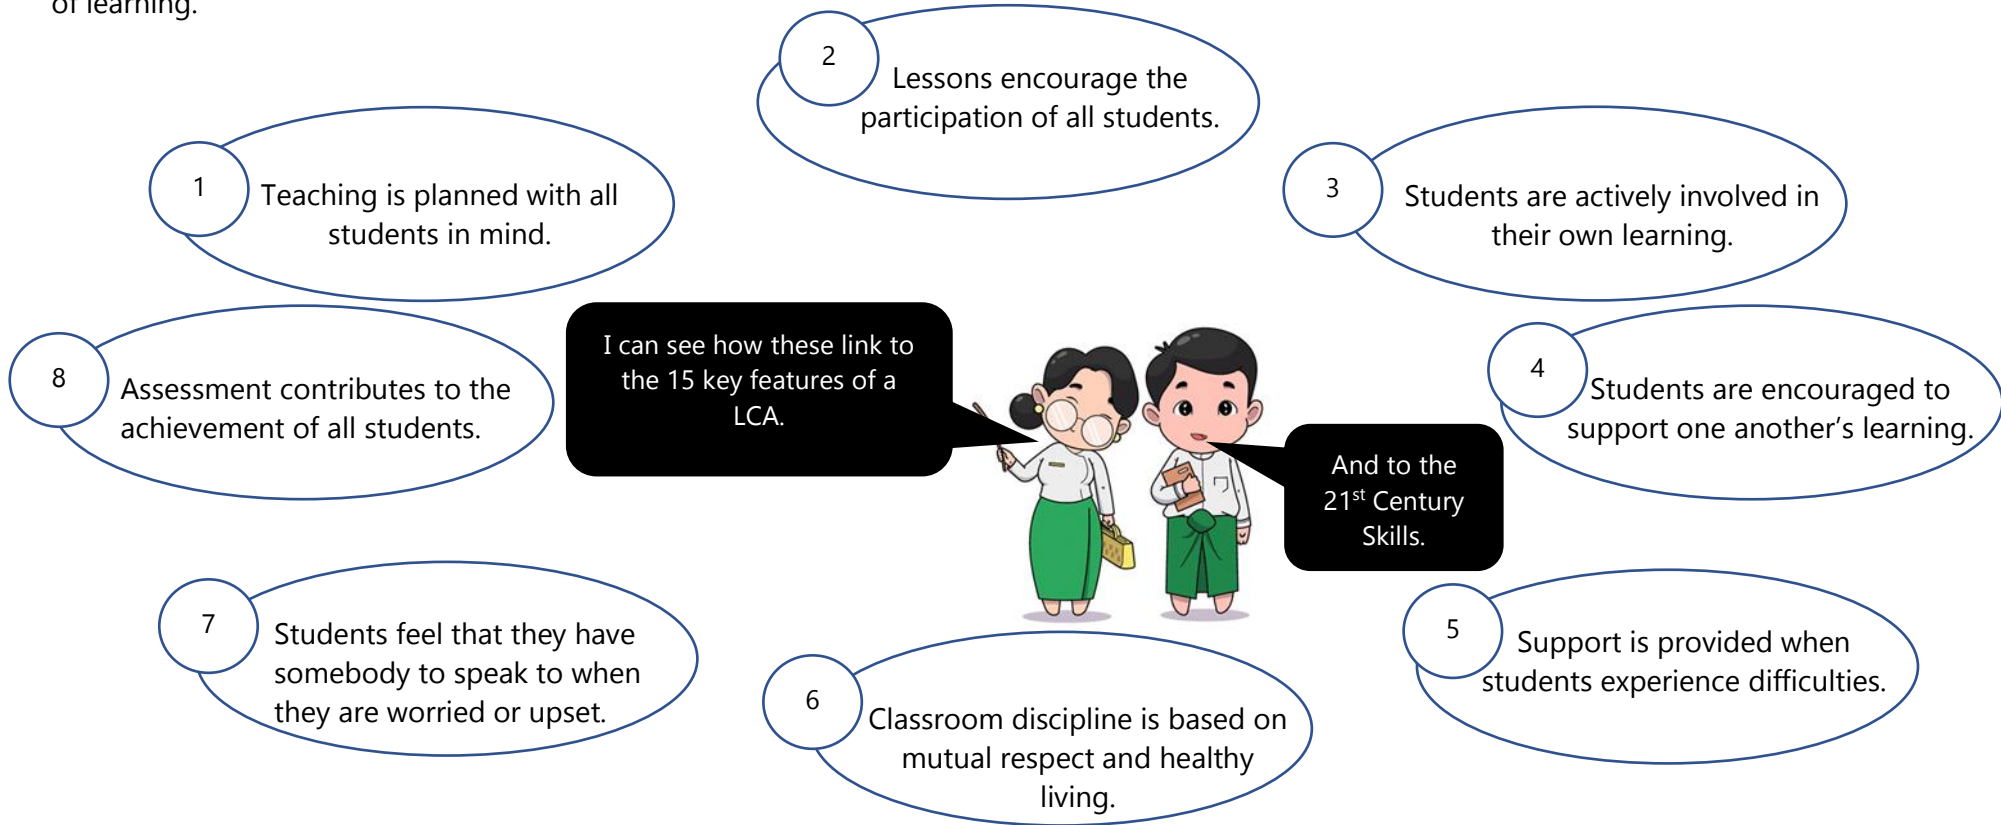 of learning.
1
Teaching is planned with all
students in mind.
2
Lessons encourage the
participation of all students.
3
Students are actively involved in
their own learning.
4
Students are encouraged to
support one another’s learning.
5
Support is provided when
students experience difficulties.
6
Classroom discipline is based on
mutual respect and healthy
living.
7
Students feel that they have
somebody to speak to when
they are worried or upset.
8
Assessment contributes to the
achievement of all students.
I can see how these link to
the 15 key features of a
LCA.
And to the
21st Century
Skills.